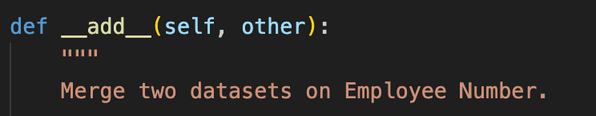 def __add__(self, other):
"""
Merge two datasets on Employee Number.